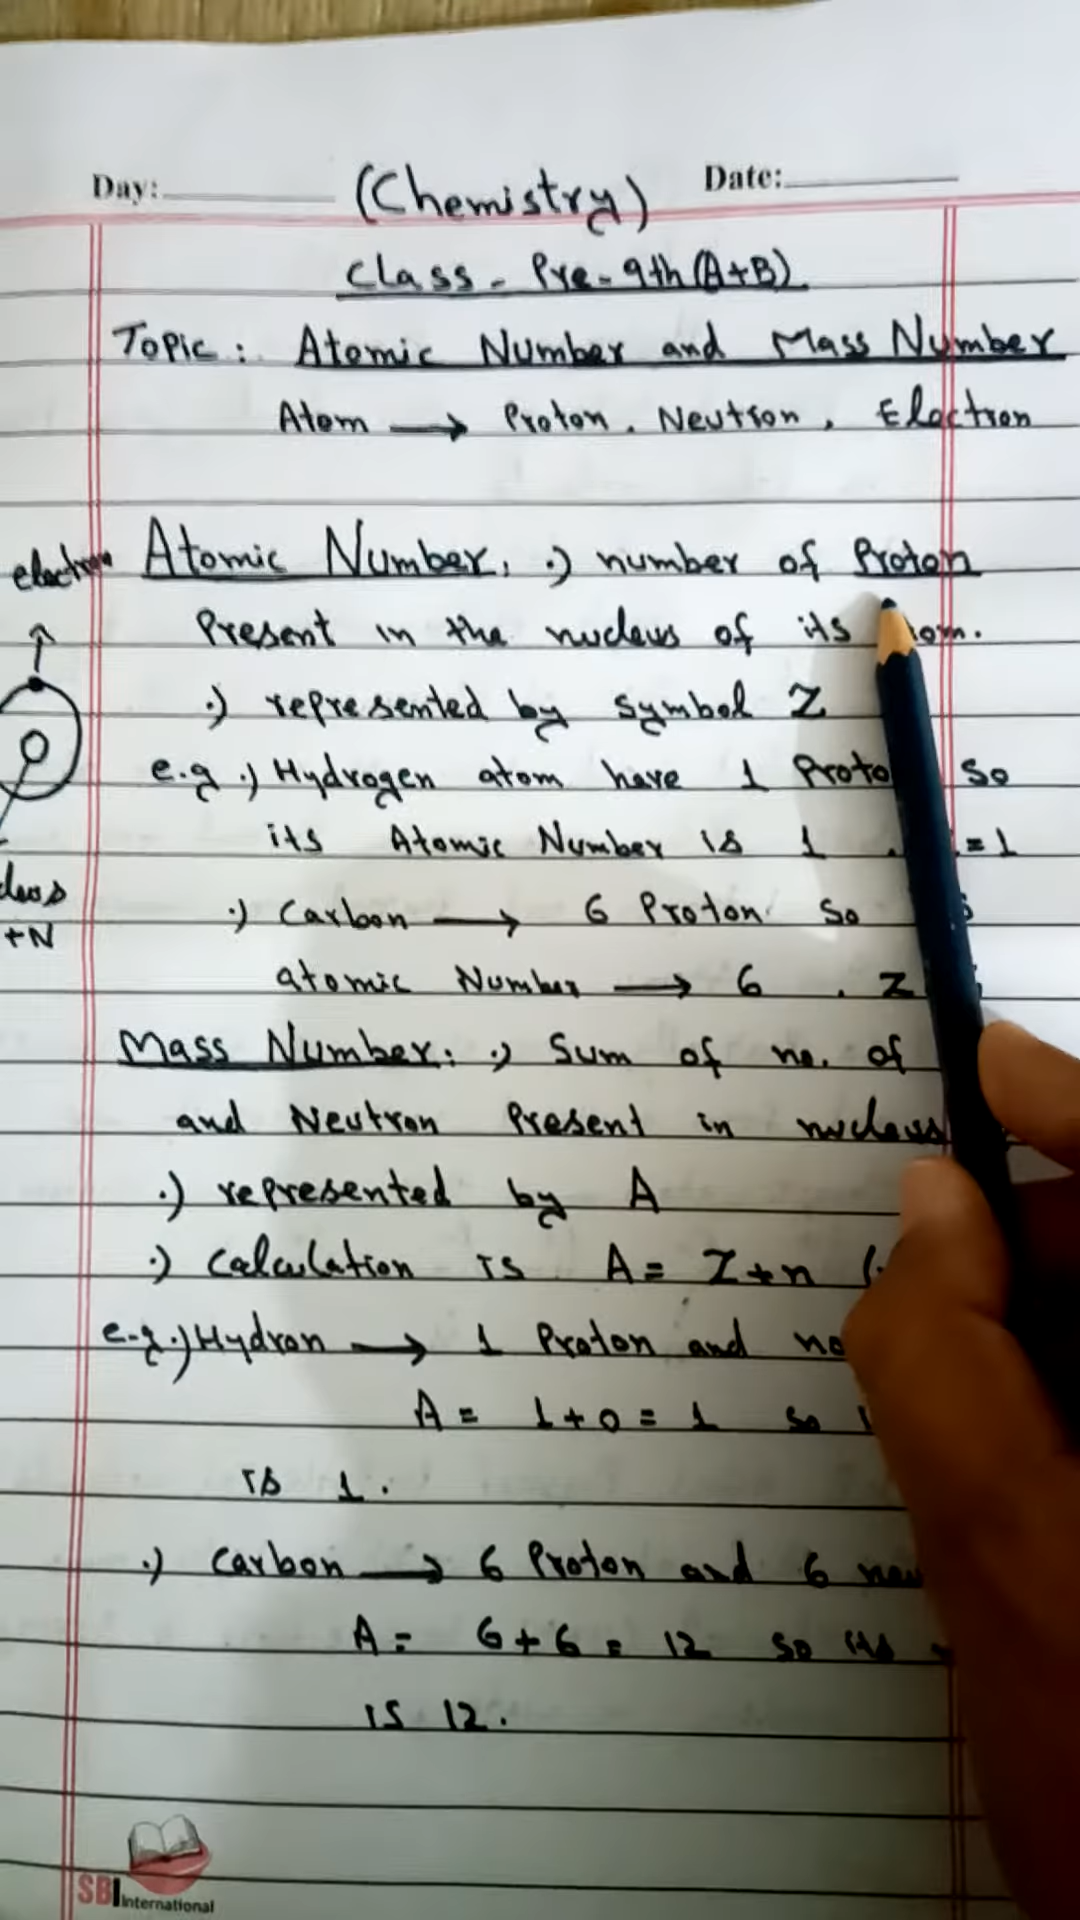 Day: (Chemistry) Date:
Class - Pre-9th (A+B)
Topic: Atomic Number and Mass Number
Atom → Proton, Neutron, Electron
electron
Atomic Number: •) number of Proton
Present in the nucleus of its
•) represented by symbol Z
e.g •) Hydrogen atom have 1 Proto So
its Atomic Number is 1 . =1
•) Carbon → 6 Proton So
+N
atomic Number → 6 . Z
Mass Number: •) Sum of no. of
and Neutron Present in nucleus
•) represented by A
•) Calculation is A= Z+n (
e.g.) Hydron → 1 Proton and no
A = 1+0 = 1 so
is 1.
•) Carbon → 6 Proton and 6
A = 6+6 = 12 so its
is 12.
SBI International